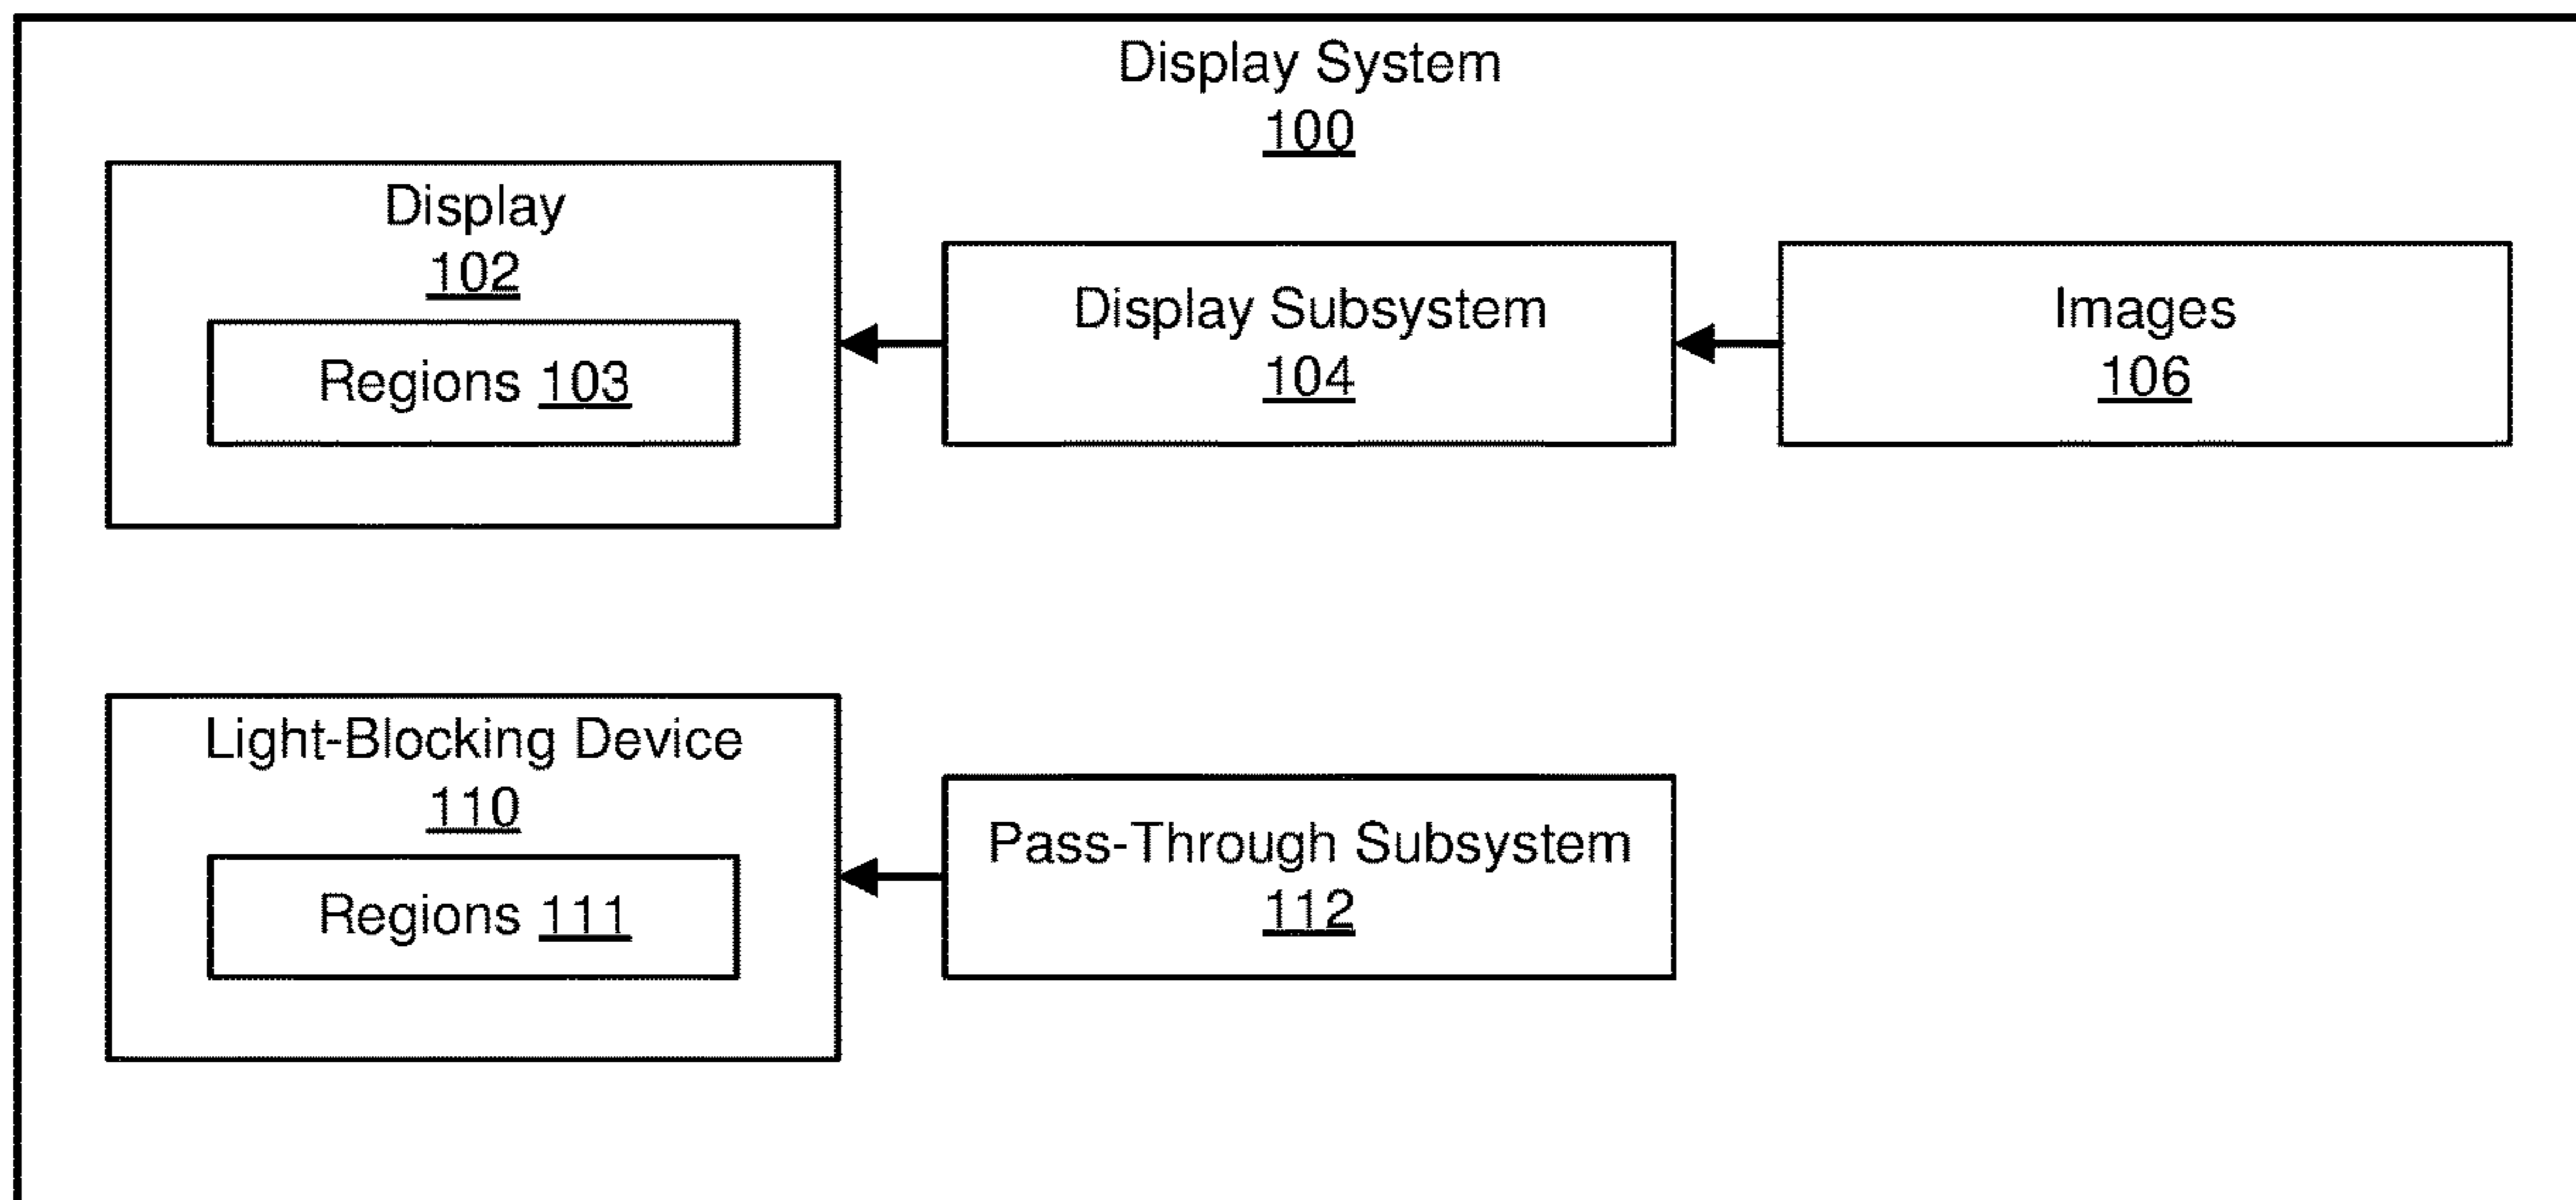 Display System
100
Display
102
Regions 103
Display Subsystem
104
Images
106
Light-Blocking Device
110
Regions 111
Pass-Through Subsystem
112